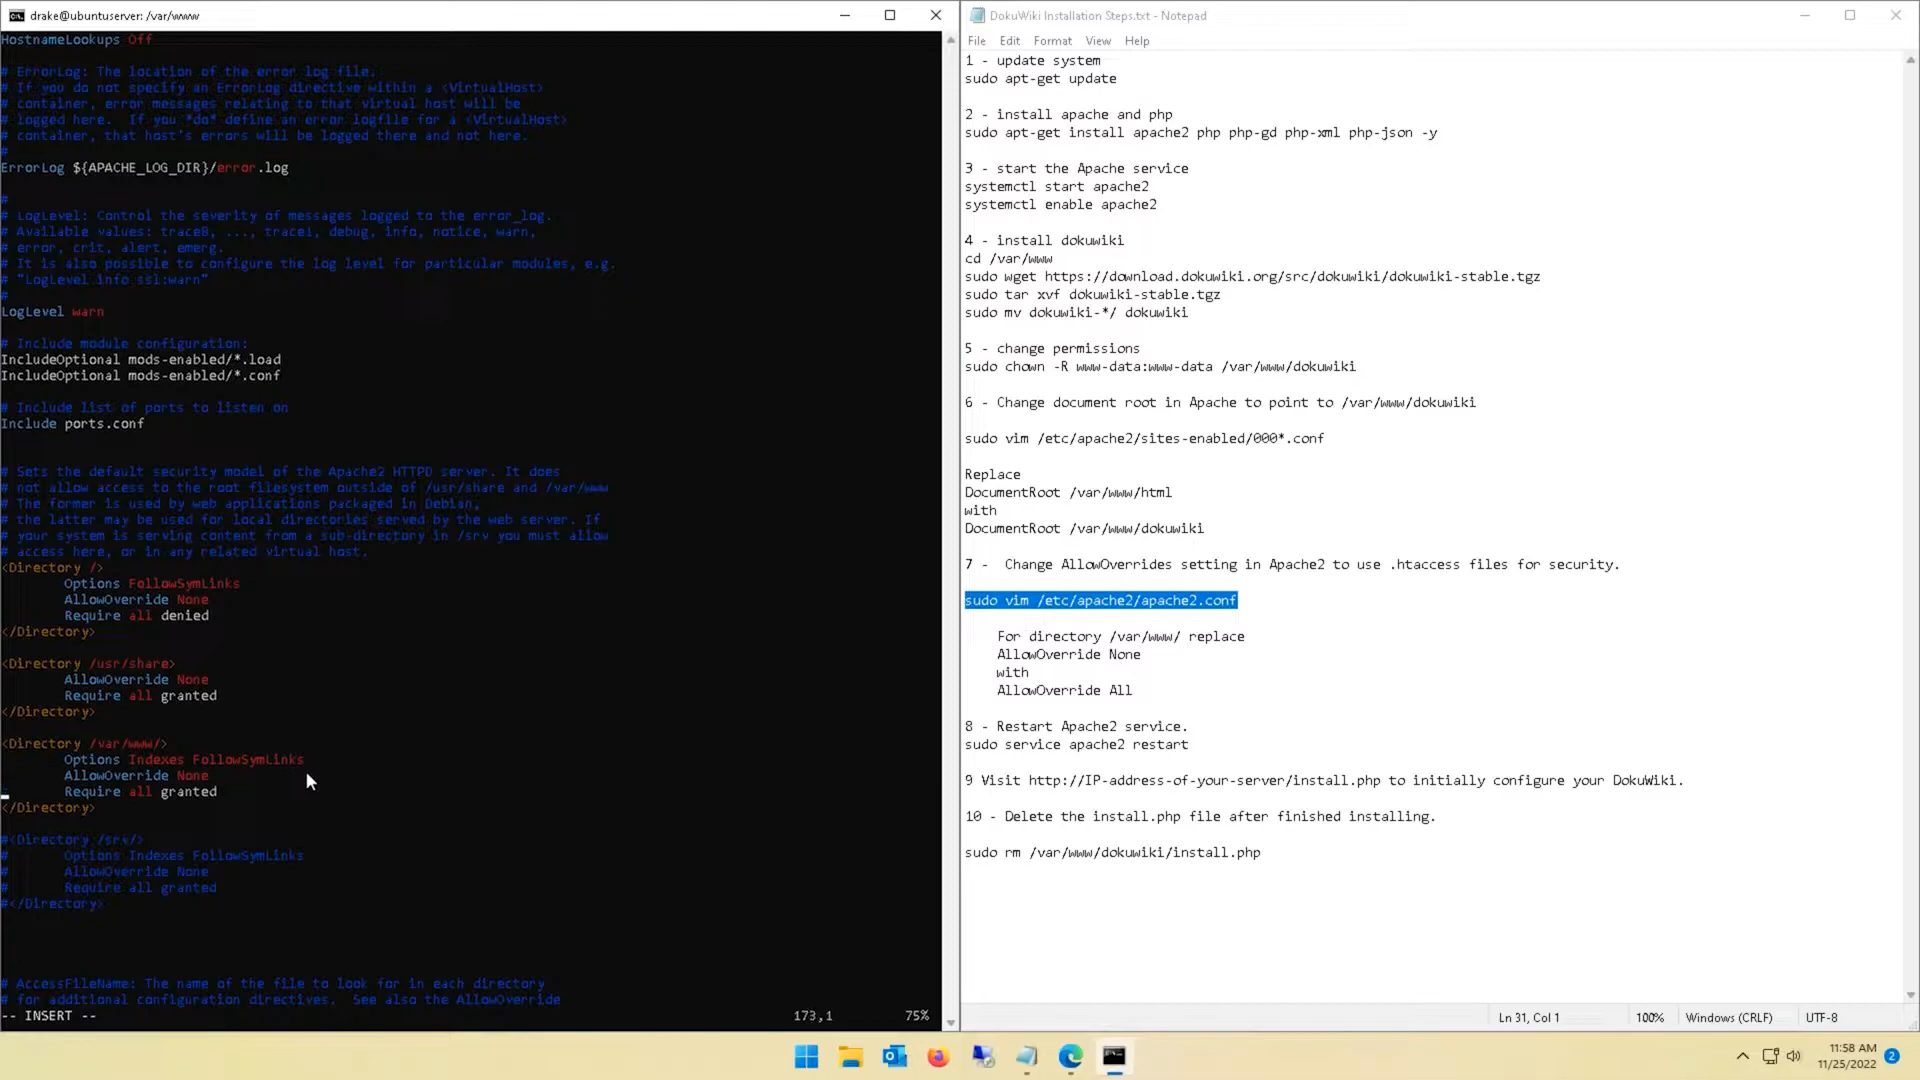 drake@ubuntuserver: /var/www
HostnameLookups Off
# ErrorLog: The location of the error log file.
# If you do not specify an ErrorLog directive within a <VirtualHost>
# container, error messages relating to that virtual host will be
# logged here.  If you *do* define an error logfile for a <VirtualHost>
# container, that host's errors will be logged there and not here.
#
ErrorLog ${APACHE_LOG_DIR}/error.log
#
# LogLevel: Control the severity of messages logged to the error_log.
# Available values: trace8, ..., trace1, debug, info, notice, warn,
# error, crit, alert, emerg.
# It is also possible to configure the log level for particular modules, e.g.
# "LogLevel info ssl:warn"
#
LogLevel warn
# Include module configuration:
IncludeOptional mods-enabled/*.load
IncludeOptional mods-enabled/*.conf
# Include list of ports to listen on
Include ports.conf
# Sets the default security model of the Apache2 HTTPD server. It does
# not allow access to the root filesystem outside of /usr/share and /var/www
# The former is used by web applications packaged in Debian,
# the latter may be used for local directories served by the web server. If
# your system is serving content from a sub-directory in /srv you must allow
# access here, or in any related virtual host.
<Directory />
Options FollowSymLinks
AllowOverride None
Require all denied
</Directory>
<Directory /usr/share>
AllowOverride None
Require all granted
</Directory>
<Directory /var/www/>
Options Indexes FollowSymLinks
AllowOverride None
Require all granted
</Directory>
#<Directory /srv/>
#       Options Indexes FollowSymLinks
#       AllowOverride None
#       Require all granted
#</Directory>
# AccessFileName: The name of the file to look for in each directory
# for additional configuration directives.  See also the AllowOverride
-- INSERT --
173,1
75%
DokuWiki Installation Steps.txt - Notepad
File Edit Format View Help
1 - update system
sudo apt-get update
2 - install apache and php
sudo apt-get install apache2 php php-gd php-xml php-json -y
3 - start the Apache service
systemctl start apache2
systemctl enable apache2
4 - install dokuwiki
cd /var/www
sudo wget https://download.dokuwiki.org/src/dokuwiki/dokuwiki-stable.tgz
sudo tar xvf dokuwiki-stable.tgz
sudo mv dokuwiki-*/ dokuwiki
5 - change permissions
sudo chown -R www-data:www-data /var/www/dokuwiki
6 - Change document root in Apache to point to /var/www/dokuwiki
sudo vim /etc/apache2/sites-enabled/000*.conf
Replace
DocumentRoot /var/www/html
with
DocumentRoot /var/www/dokuwiki
7 -  Change AllowOverrides setting in Apache2 to use .htaccess files for security.
sudo vim /etc/apache2/apache2.conf
For directory /var/www/ replace
AllowOverride None
with
AllowOverride All
8 - Restart Apache2 service.
sudo service apache2 restart
9 Visit http://IP-address-of-your-server/install.php to initially configure your DokuWiki.
10 - Delete the install.php file after finished installing.
sudo rm /var/www/dokuwiki/install.php
Ln 31, Col 1
100%
Windows (CRLF)
UTF-8
11:58 AM
11/25/2022
2